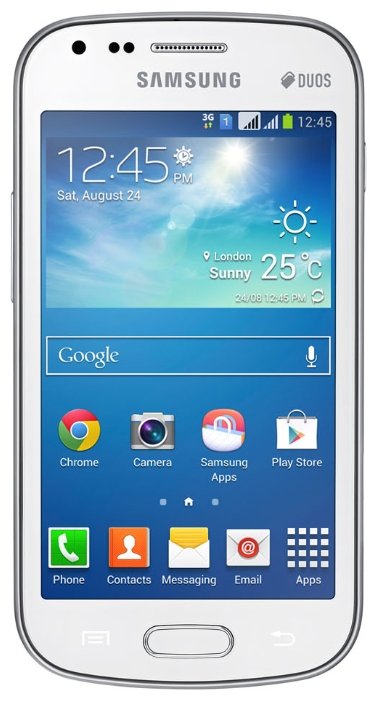 SAMSUNG DUOS
3G 1 12:45
12:45 PM
Sat, August 24
London
Sunny 25°C
24/08 12:45 PM
Google
Chrome Camera Samsung Apps Play Store
Phone Contacts Messaging Email Apps